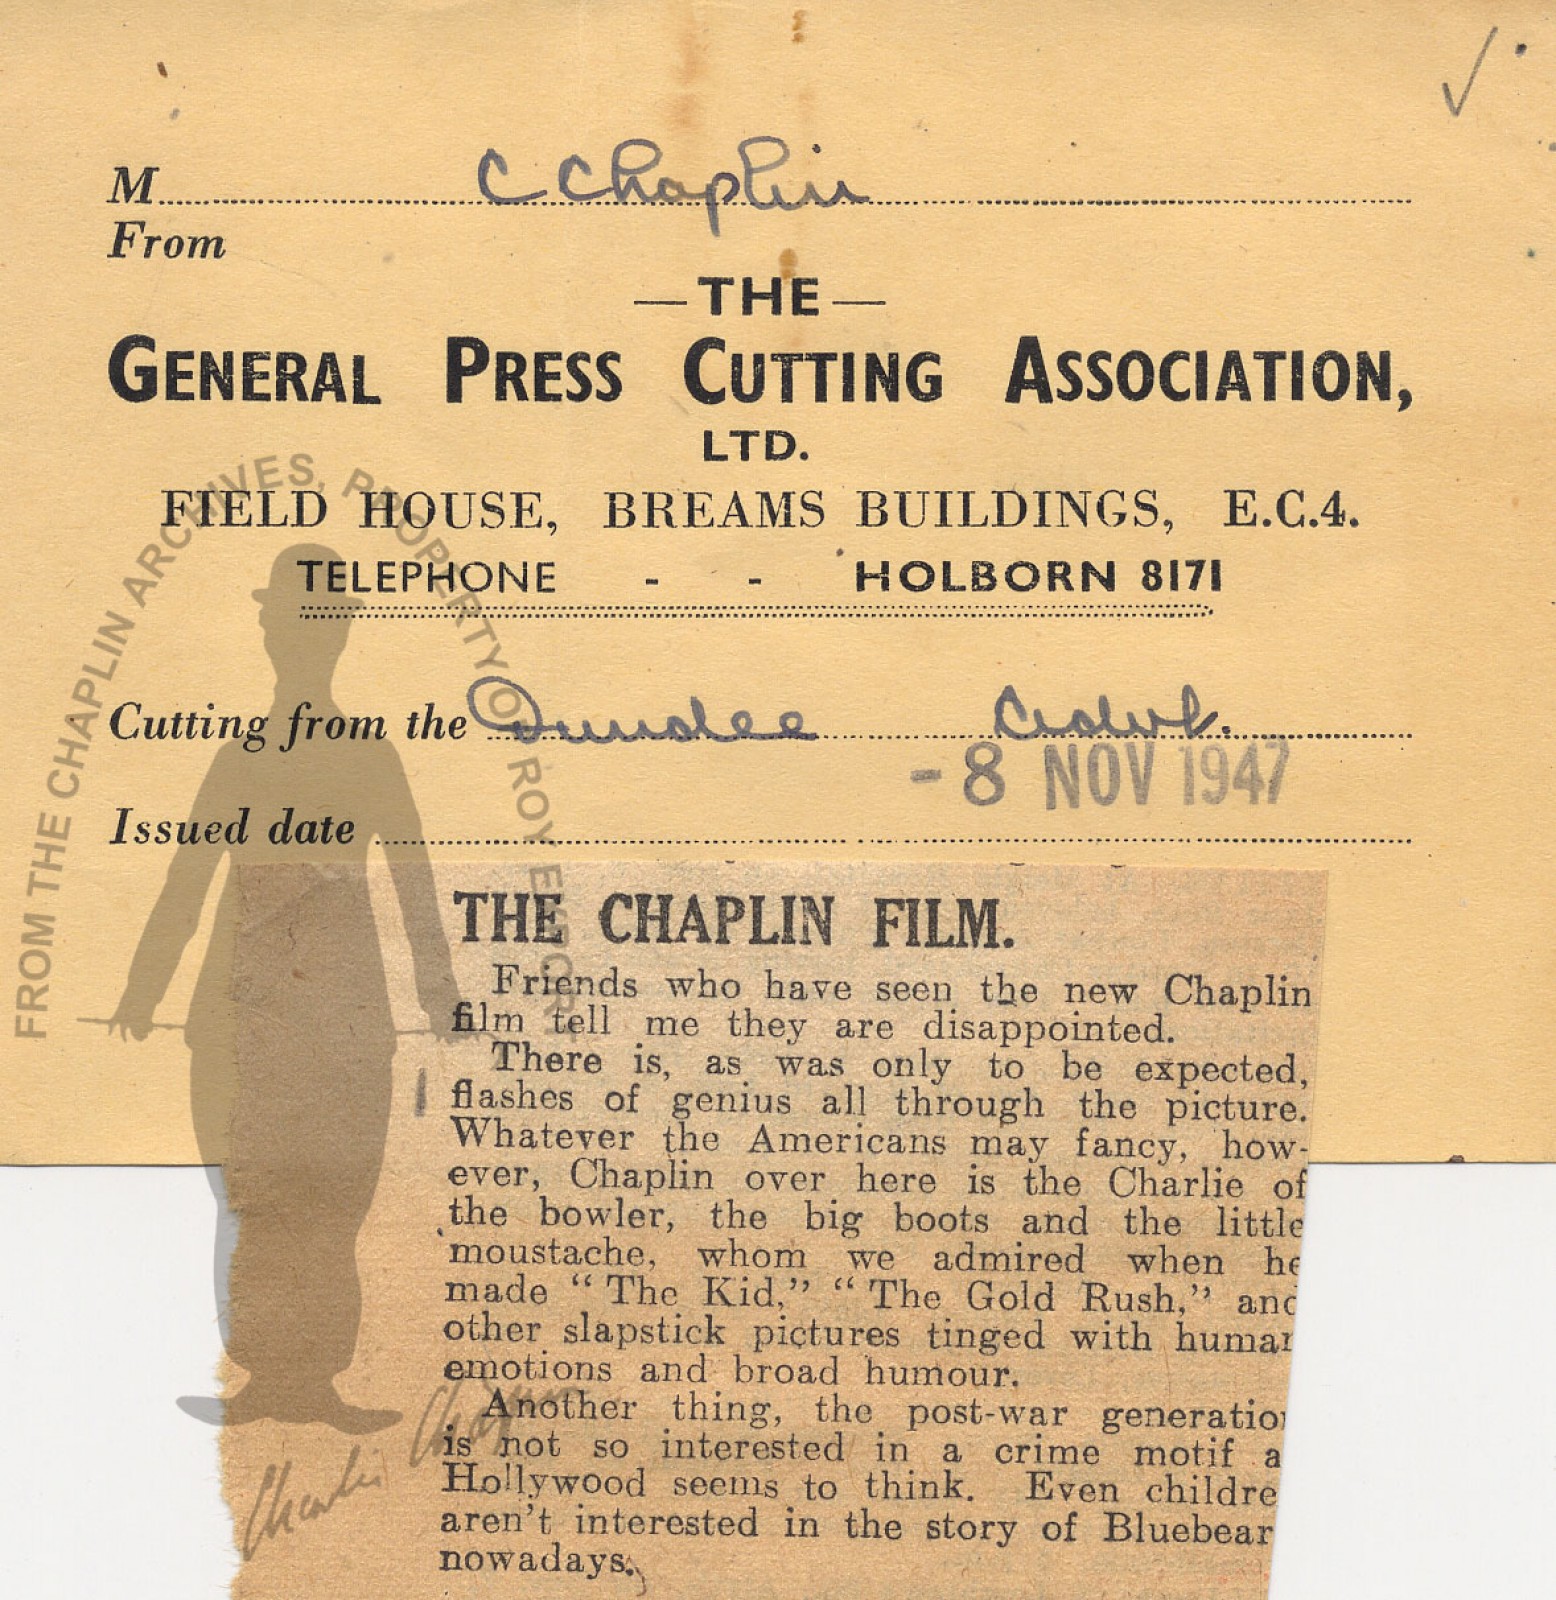 M C Chaplin
From
— THE —
GENERAL PRESS CUTTING ASSOCIATION,
LTD.
FIELD HOUSE, BREAMS BUILDINGS, E.C.4.
TELEPHONE - - HOLBORN 8171
Cutting from the Dundee Advt.
- 8 NOV 1947
Issued date
THE CHAPLIN FILM.
Friends who have seen the new Chaplin
film tell me they are disappointed.
There is, as was only to be expected,
flashes of genius all through the picture.
Whatever the Americans may fancy, how-
ever, Chaplin over here is the Charlie of
the bowler, the big boots and the little
moustache, whom we admired when he
made “ The Kid,” “ The Gold Rush,” and
other slapstick pictures tinged with human
emotions and broad humour.
Another thing, the post-war generation
is not so interested in a crime motif a
Hollywood seems to think. Even childre
aren't interested in the story of Bluebear
nowadays.
FROM THE CHAPLIN ARCHIVES, PROPERTY OF ROY EXPORT
Charlie Chaplin